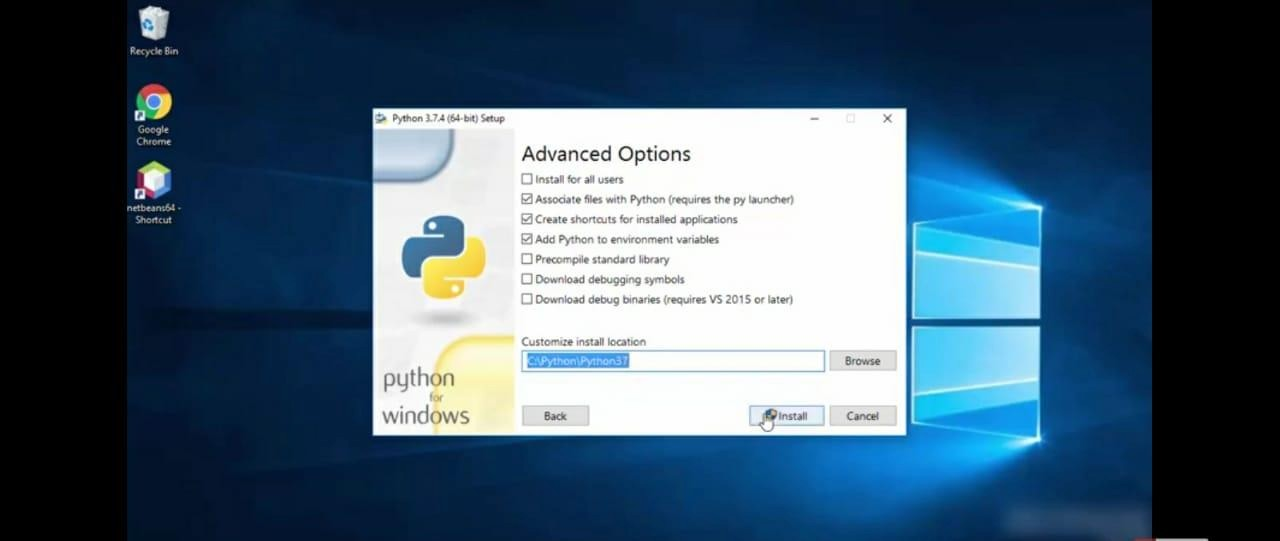 Recycle Bin
Google
Chrome
netbeans64 -
Shortcut
Python 3.7.4 (64-bit) Setup
Advanced Options
Install for all users
Associate files with Python (requires the py launcher)
Create shortcuts for installed applications
Add Python to environment variables
Precompile standard library
Download debugging symbols
Download debug binaries (requires VS 2015 or later)
Customize install location
C:\Python\Python37
Browse
python
for
windows
Back
Install
Cancel